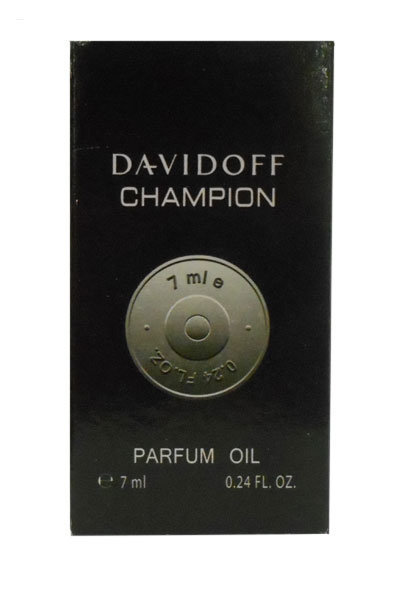 DAVIDOFF
CHAMPION
7 ml e
0.24 FL.OZ.
PARFUM OIL
℮ 7 ml 0.24 FL. OZ.